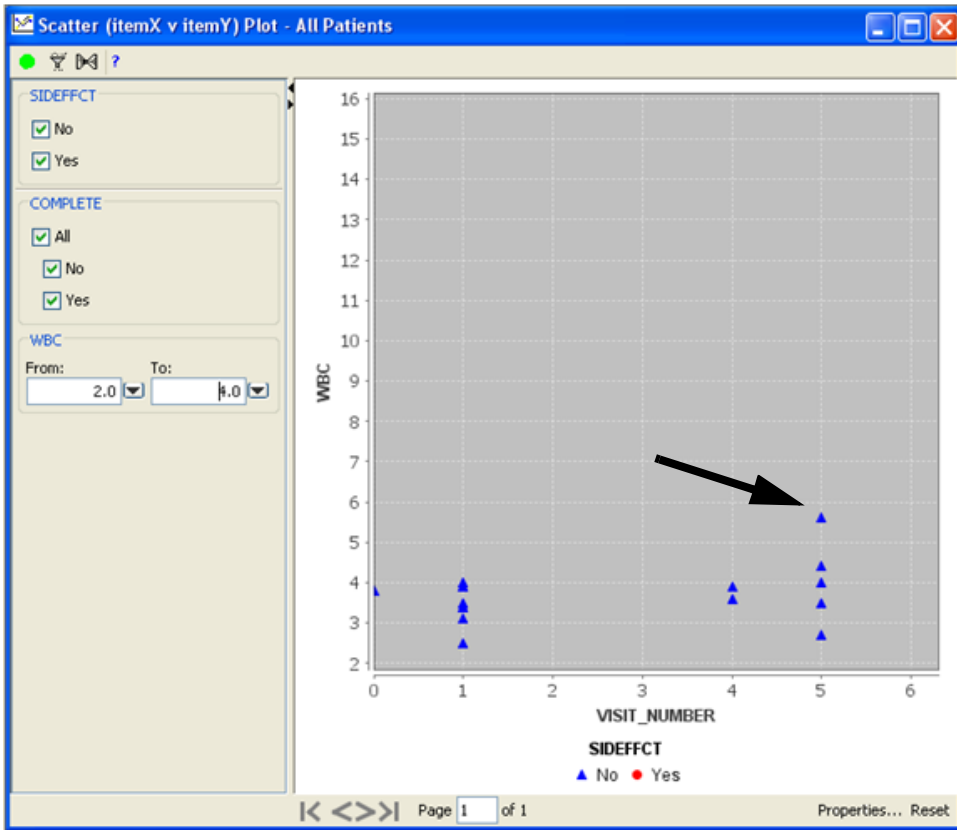 Scatter (itemX v itemY) Plot - All Patients
?
SIDEFFCT
No
Yes
COMPLETE
All
No
Yes
WBC
From: To:
2.0 4.0
16
15
14
13
12
11
10
9
8
7
6
5
4
3
2
WBC
0 1 2 3 4 5 6
VISIT_NUMBER
SIDEFFCT
No Yes
Page 1 of 1 Properties... Reset